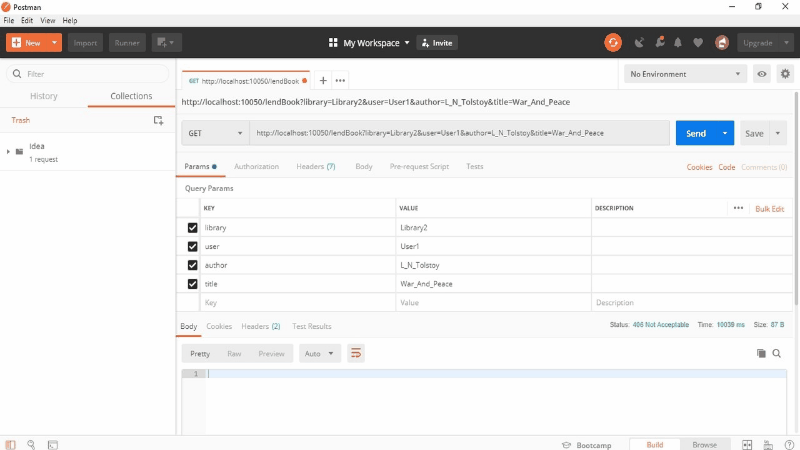 Postman
File Edit View Help
New Import Runner My Workspace Invite Upgrade
Filter
History Collections
Trash
idea
1 request
GET http://localhost:10050/lendBook + ••• No Environment
http://localhost:10050/lendBook?library=Library2&user=User1&author=L_N_Tolstoy&title=War_And_Peace
GET http://localhost:10050/lendBook?library=Library2&user=User1&author=L_N_Tolstoy&title=War_And_Peace Send Save
Params Authorization Headers (7) Body Pre-request Script Tests Cookies Code Comments (0)
Query Params
KEY VALUE DESCRIPTION ••• Bulk Edit
library Library2
user User1
author L_N_Tolstoy
title War_And_Peace
Key Value Description
Body Cookies Headers (2) Test Results Status: 406 Not Acceptable Time: 10038 ms Size: 87 B
Pretty Raw Preview Auto
1
Bootcamp Build Browse